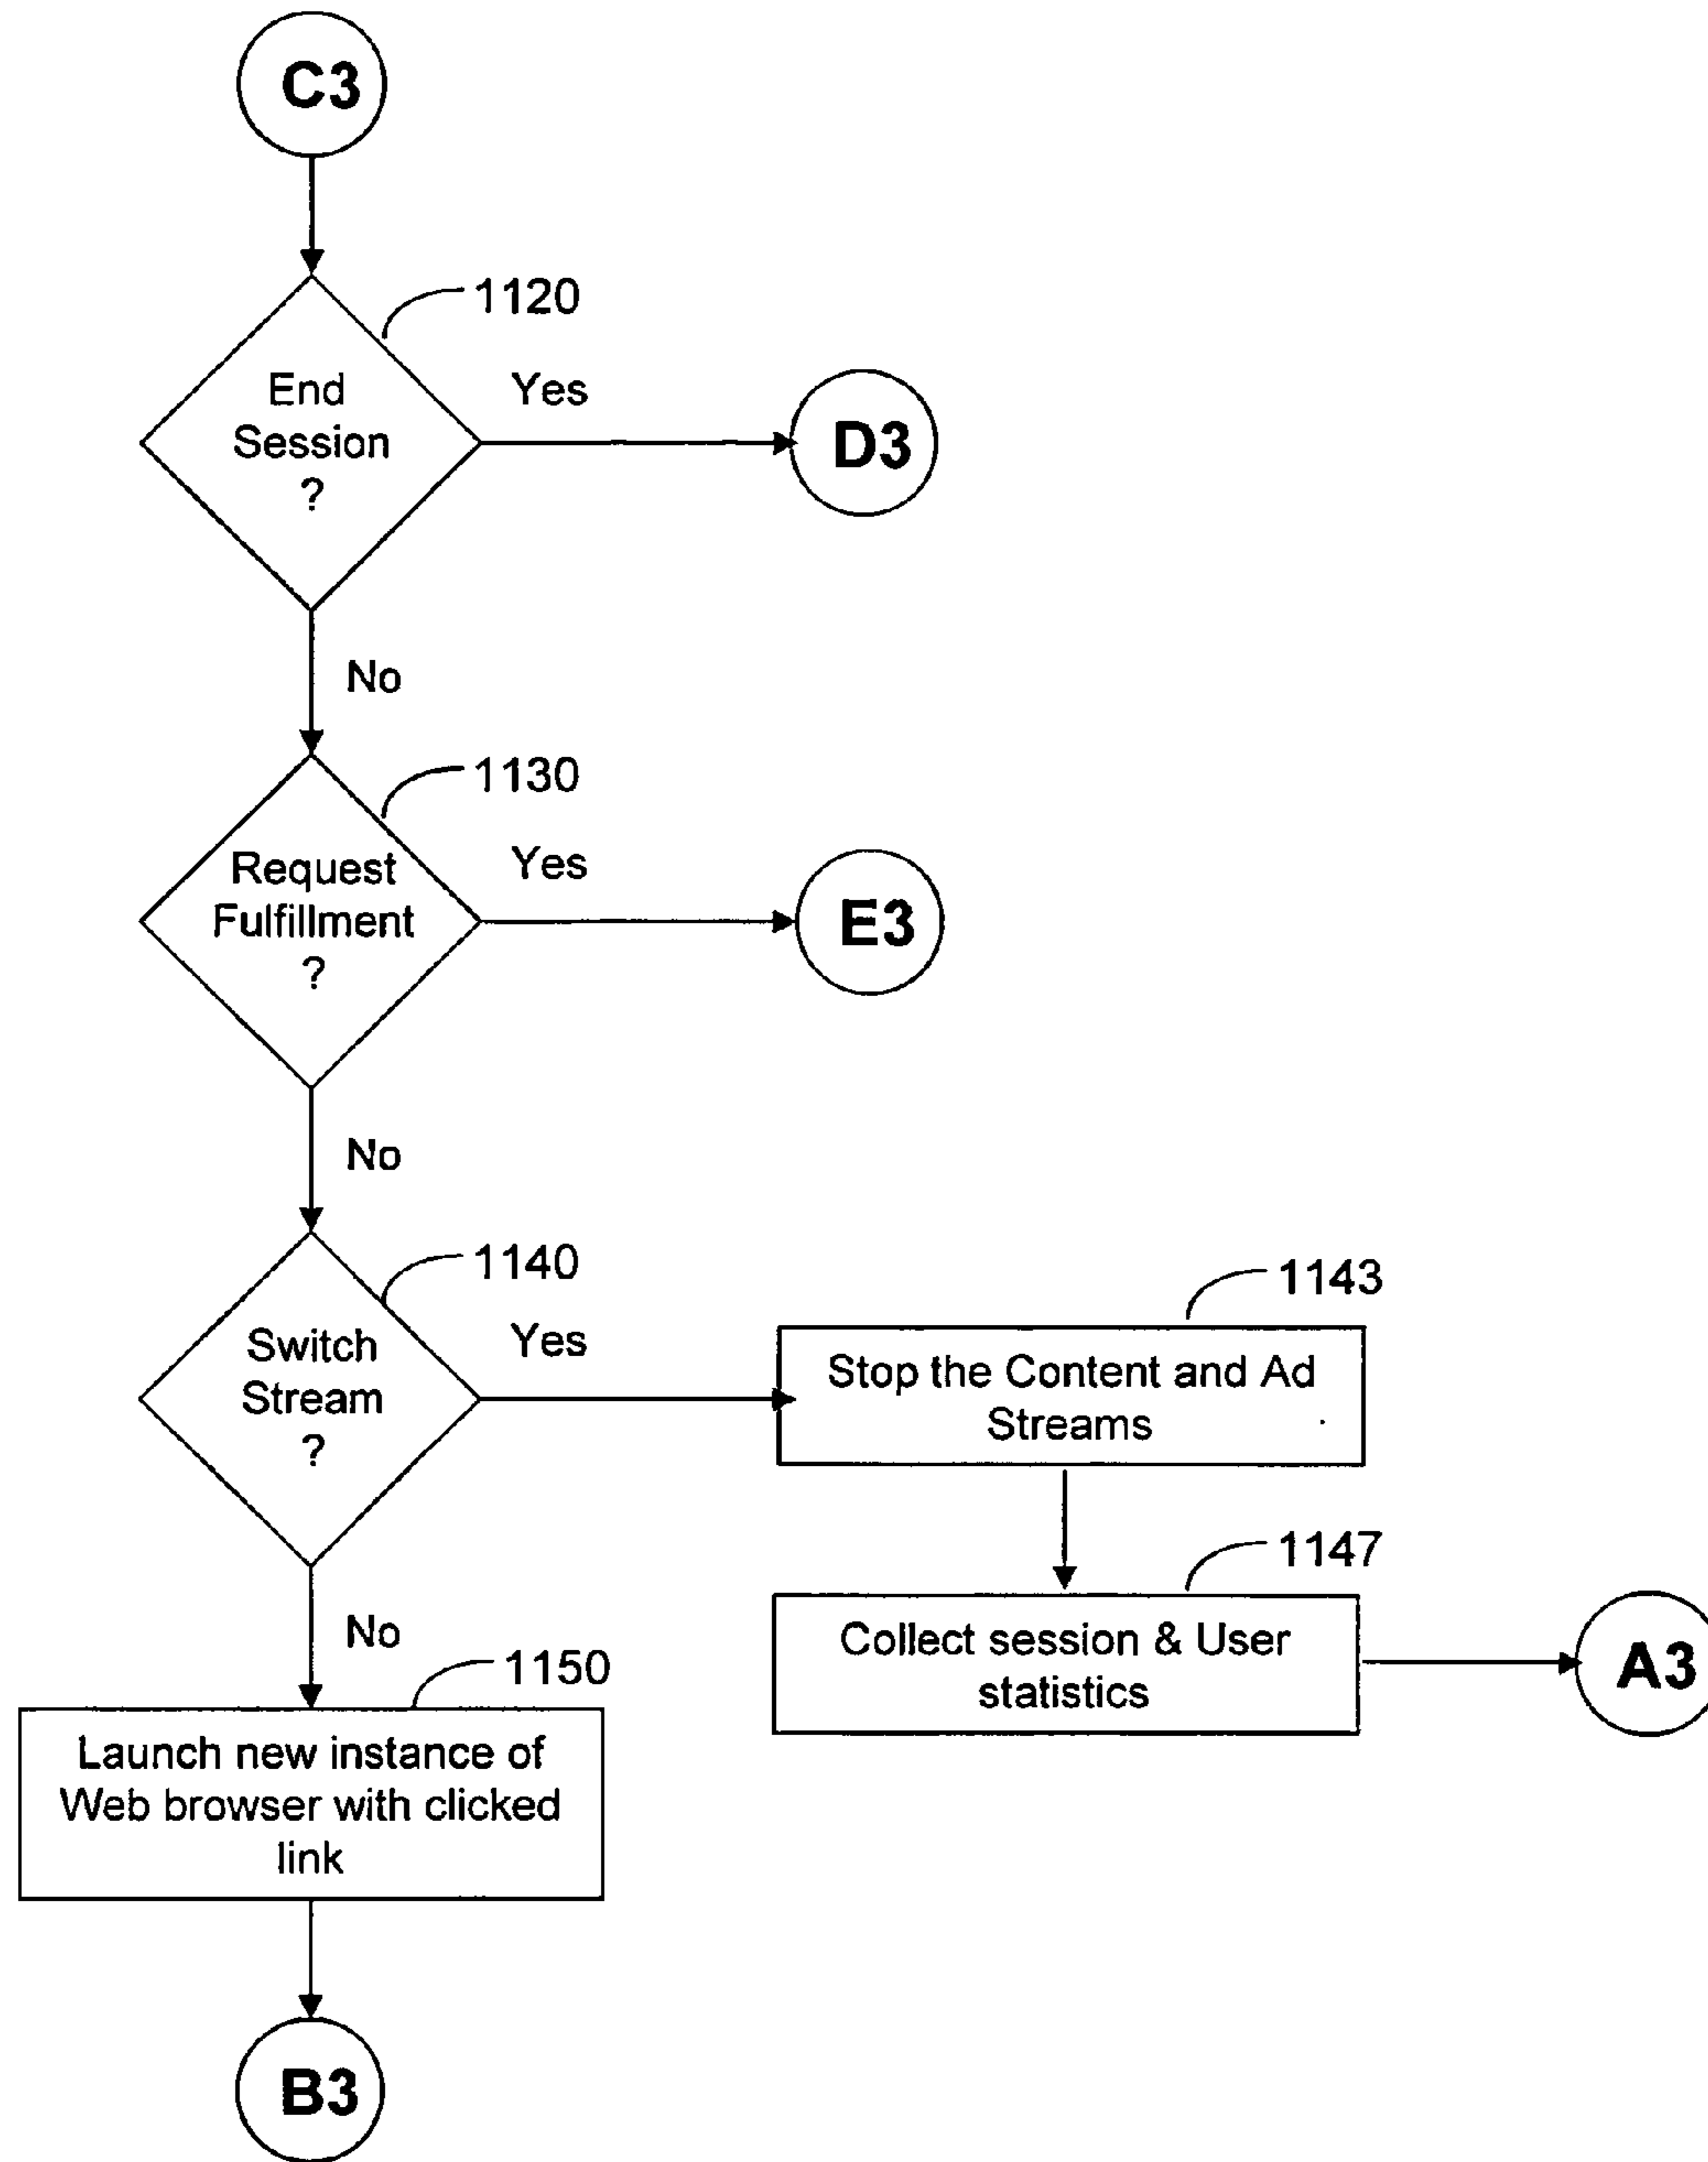 C3
1120
End
Session
?
Yes
D3
No
1130
Request
Fulfillment
?
Yes
E3
No
1140
Switch
Stream
?
Yes
1143
Stop the Content and Ad
Streams
1147
Collect session & User
statistics
A3
No
1150
Launch new instance of
Web browser with clicked
link
B3